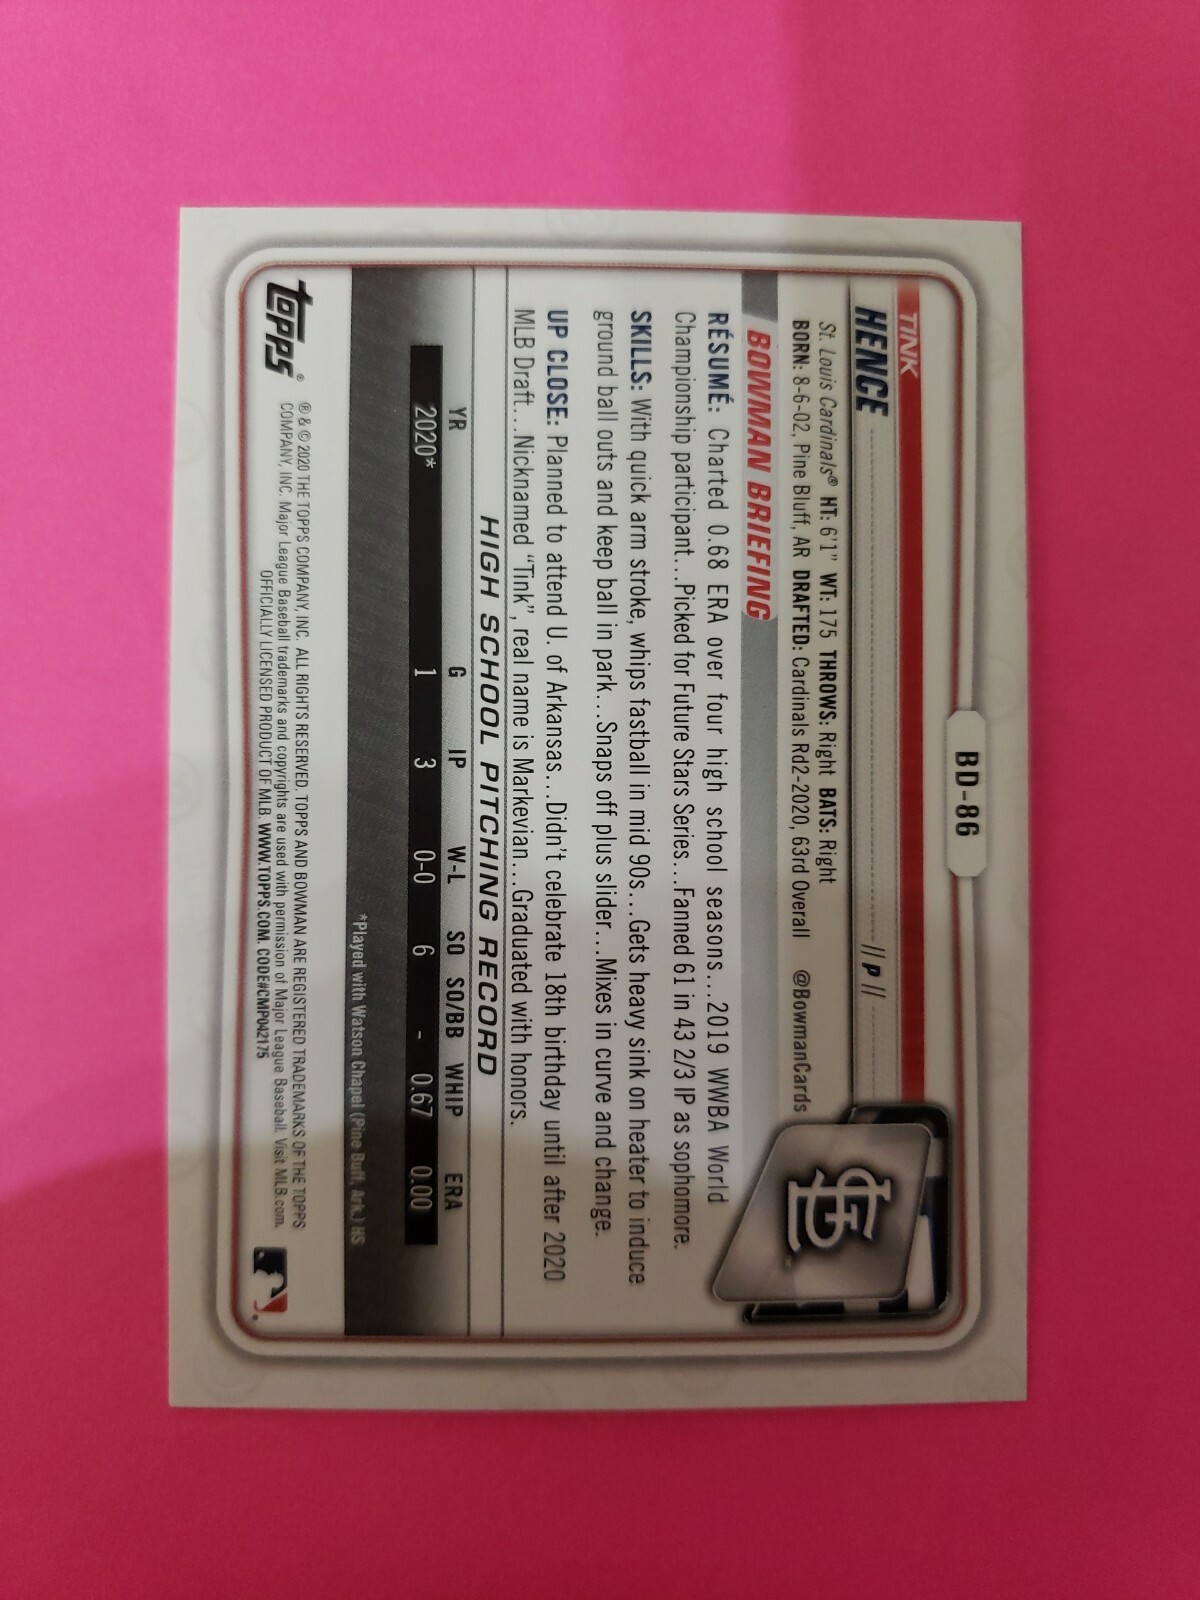 BD-86
TINK
HENCE || P ||
St. Louis Cardinals® HT: 6'1" WT: 175 THROWS: Right BATS: Right
BORN: 8-6-02, Pine Bluff, AR DRAFTED: Cardinals Rd2-2020, 63rd Overall @BowmanCards
STL
BOWMAN BRIEFING
RÉSUMÉ: Charted 0.68 ERA over four high school seasons...2019 WWBA World
Championship participant...Picked for Future Stars Series...Fanned 61 in 43 2/3 IP as sophomore.
SKILLS: With quick arm stroke, whips fastball in mid 90s...Gets heavy sink on heater to induce
ground ball outs and keep ball in park...Snaps off plus slider...Mixes in curve and change.
UP CLOSE: Planned to attend U. of Arkansas...Didn't celebrate 18th birthday until after 2020
MLB Draft...Nicknamed "Tink", real name is Markevian...Graduated with honors.
HIGH SCHOOL PITCHING RECORD
YR G IP W-L SO SO/BB WHIP ERA
2020* 1 3 0-0 6 - 0.67 0.00
*Played with Watson Chapel (Pine Buff, Ark.) HS
topps®
® & © 2020 THE TOPPS COMPANY, INC. ALL RIGHTS RESERVED. TOPPS AND BOWMAN ARE REGISTERED TRADEMARKS OF THE TOPPS
COMPANY, INC. Major League Baseball trademarks and copyrights are used with permission of Major League Baseball. Visit MLB.com.
OFFICIALLY LICENSED PRODUCT OF MLB. WWW.TOPPS.COM. CODE#CMP042175